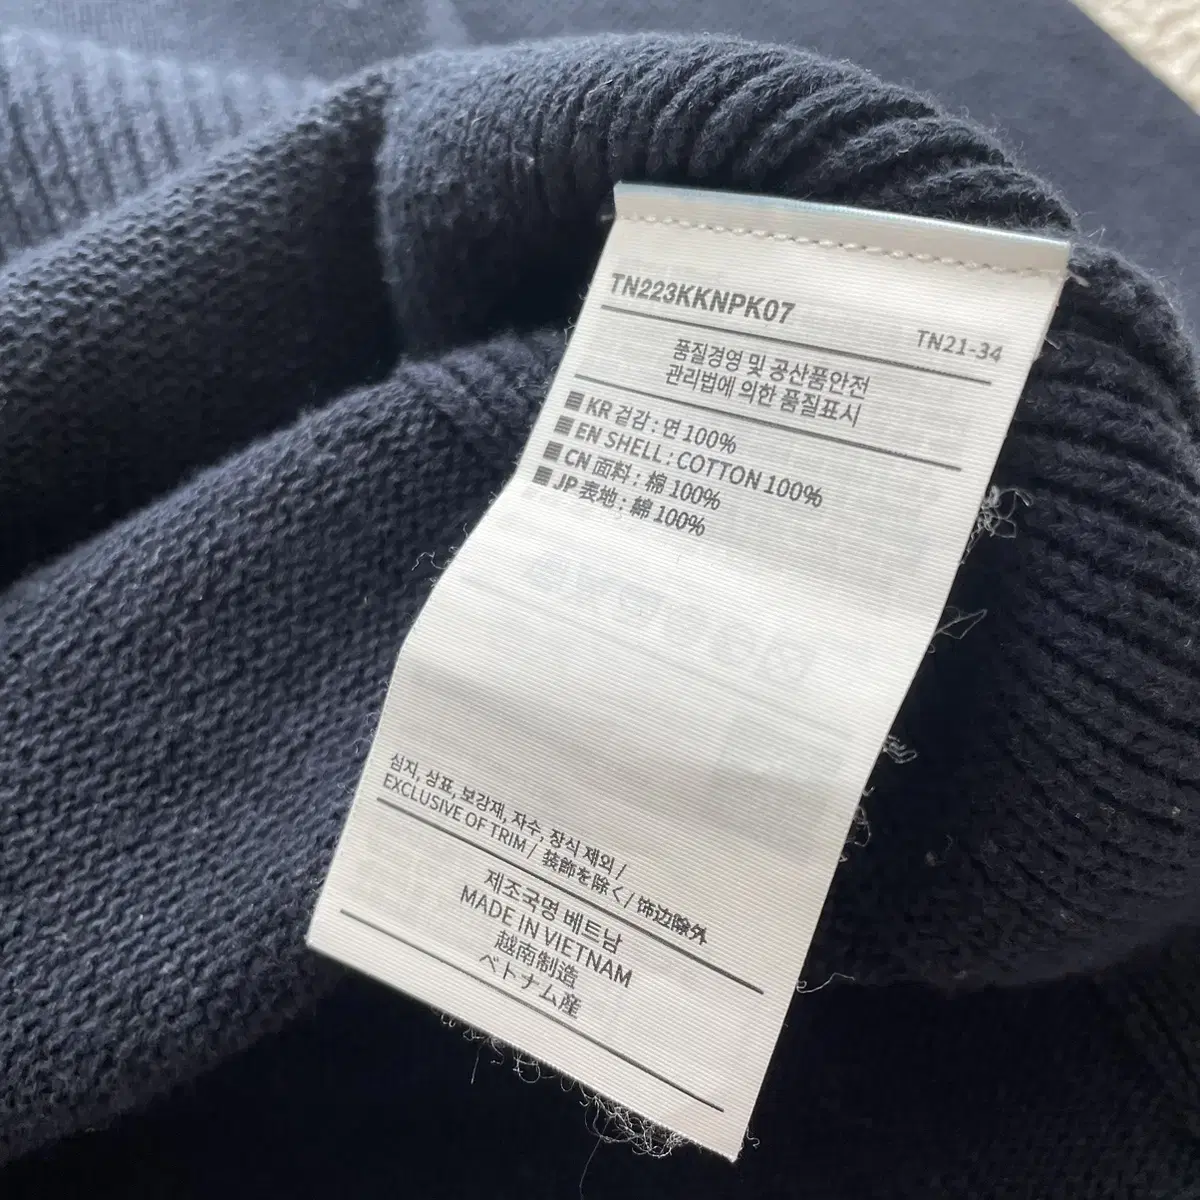 TN223KKNPK07
TN21-34
품질경영 및 공산품안전
관리법에 의한 품질표시
KR 겉감 : 면 100%
EN SHELL : COTTON 100%
CN 面料 : 棉 100%
JP 表地 : 綿 100%
심지, 상표, 보강재, 자수, 장식 제외 /
EXCLUSIVE OF TRIM / 装飾を除く/ 饰边除外
제조국명 베트남
MADE IN VIETNAM
越南制造
ベトナム産